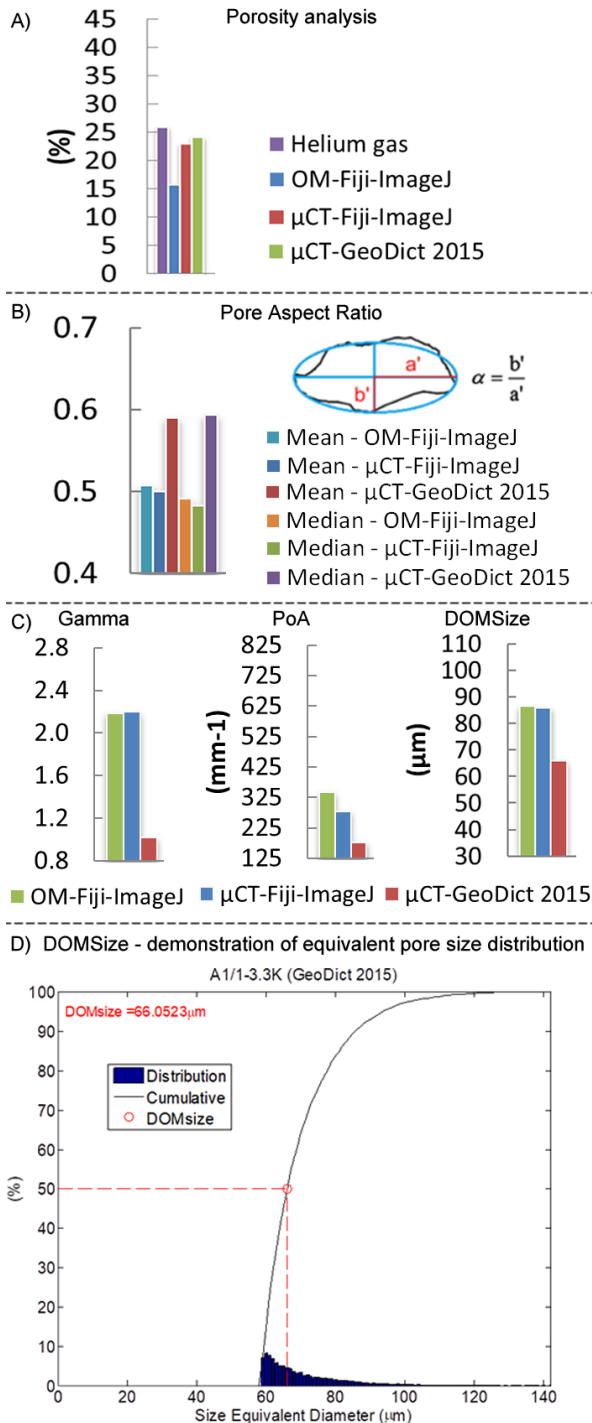 A) Porosity analysis
45
40
35
30
25
20
15
10
5
0
(%)
Helium gas
OM-Fiji-ImageJ
μCT-Fiji-ImageJ
μCT-GeoDict 2015
B) Pore Aspect Ratio
0.7
0.6
0.5
0.4
a'
b'
α = b'/a'
Mean - OM-Fiji-ImageJ
Mean - μCT-Fiji-ImageJ
Mean - μCT-GeoDict 2015
Median - OM-Fiji-ImageJ
Median - μCT-Fiji-ImageJ
Median - μCT-GeoDict 2015
C) Gamma PoA DOMSize
2.8
2.4
2.0
1.6
1.2
0.8
(mm-1)
825
725
625
525
425
325
225
125
(μm)
110
100
90
80
70
60
50
40
30
OM-Fiji-ImageJ μCT-Fiji-ImageJ μCT-GeoDict 2015
D) DOMSize - demonstration of equivalent pore size distribution
A1/1-3.3K (GeoDict 2015)
DOMsize =66.0523μm
Distribution
Cumulative
DOMsize
(%)
100
90
80
70
60
50
40
30
20
10
0
0 20 40 60 80 100 120 140
Size Equivalent Diameter (μm)